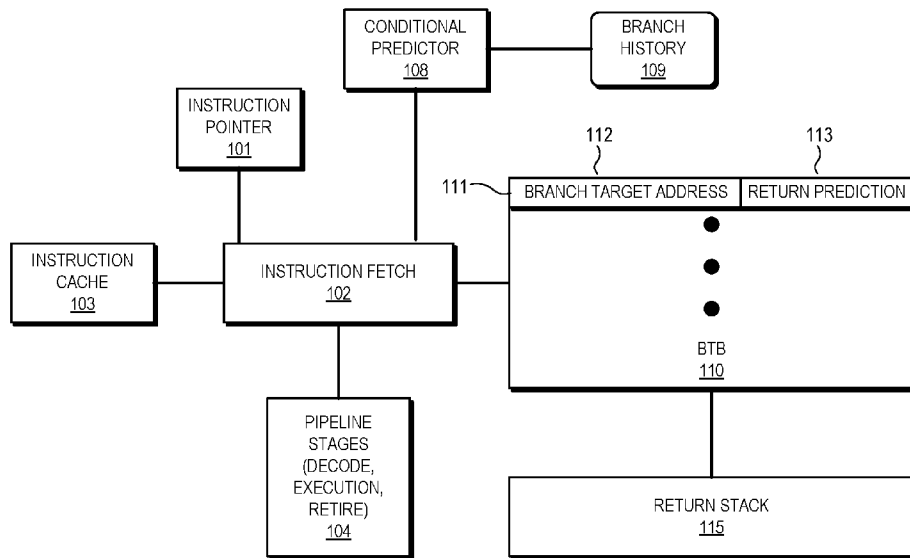 CONDITIONAL
PREDICTOR
108
BRANCH
HISTORY
109
INSTRUCTION
POINTER
101
112
113
111
BRANCH TARGET ADDRESS
RETURN PREDICTION
INSTRUCTION
CACHE
103
INSTRUCTION FETCH
102
BTB
110
PIPELINE
STAGES
(DECODE,
EXECUTION,
RETIRE)
104
RETURN STACK
115